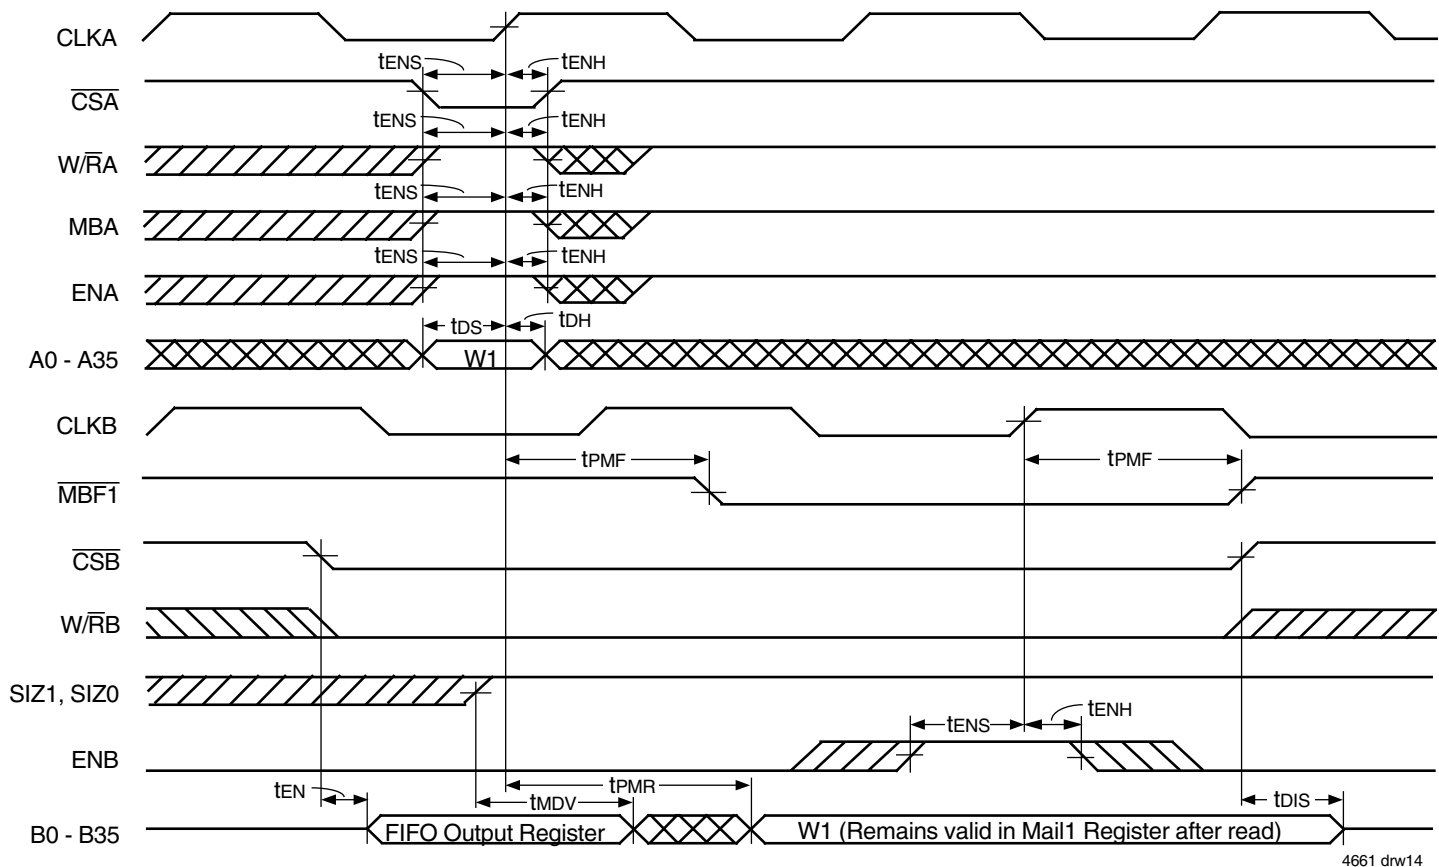 CLKA
tENS tENH
CSA
tENS tENH
W/RA
tENS tENH
MBA
tENS tENH
ENA
tDS tDH
A0 - A35 W1
CLKB
tPMF tPMF
MBF1
CSB
W/RB
SIZ1, SIZ0
tENS tENH
ENB
tEN tMDV tPMR tDIS
B0 - B35 FIFO Output Register W1 (Remains valid in Mail1 Register after read)
4661 drw14